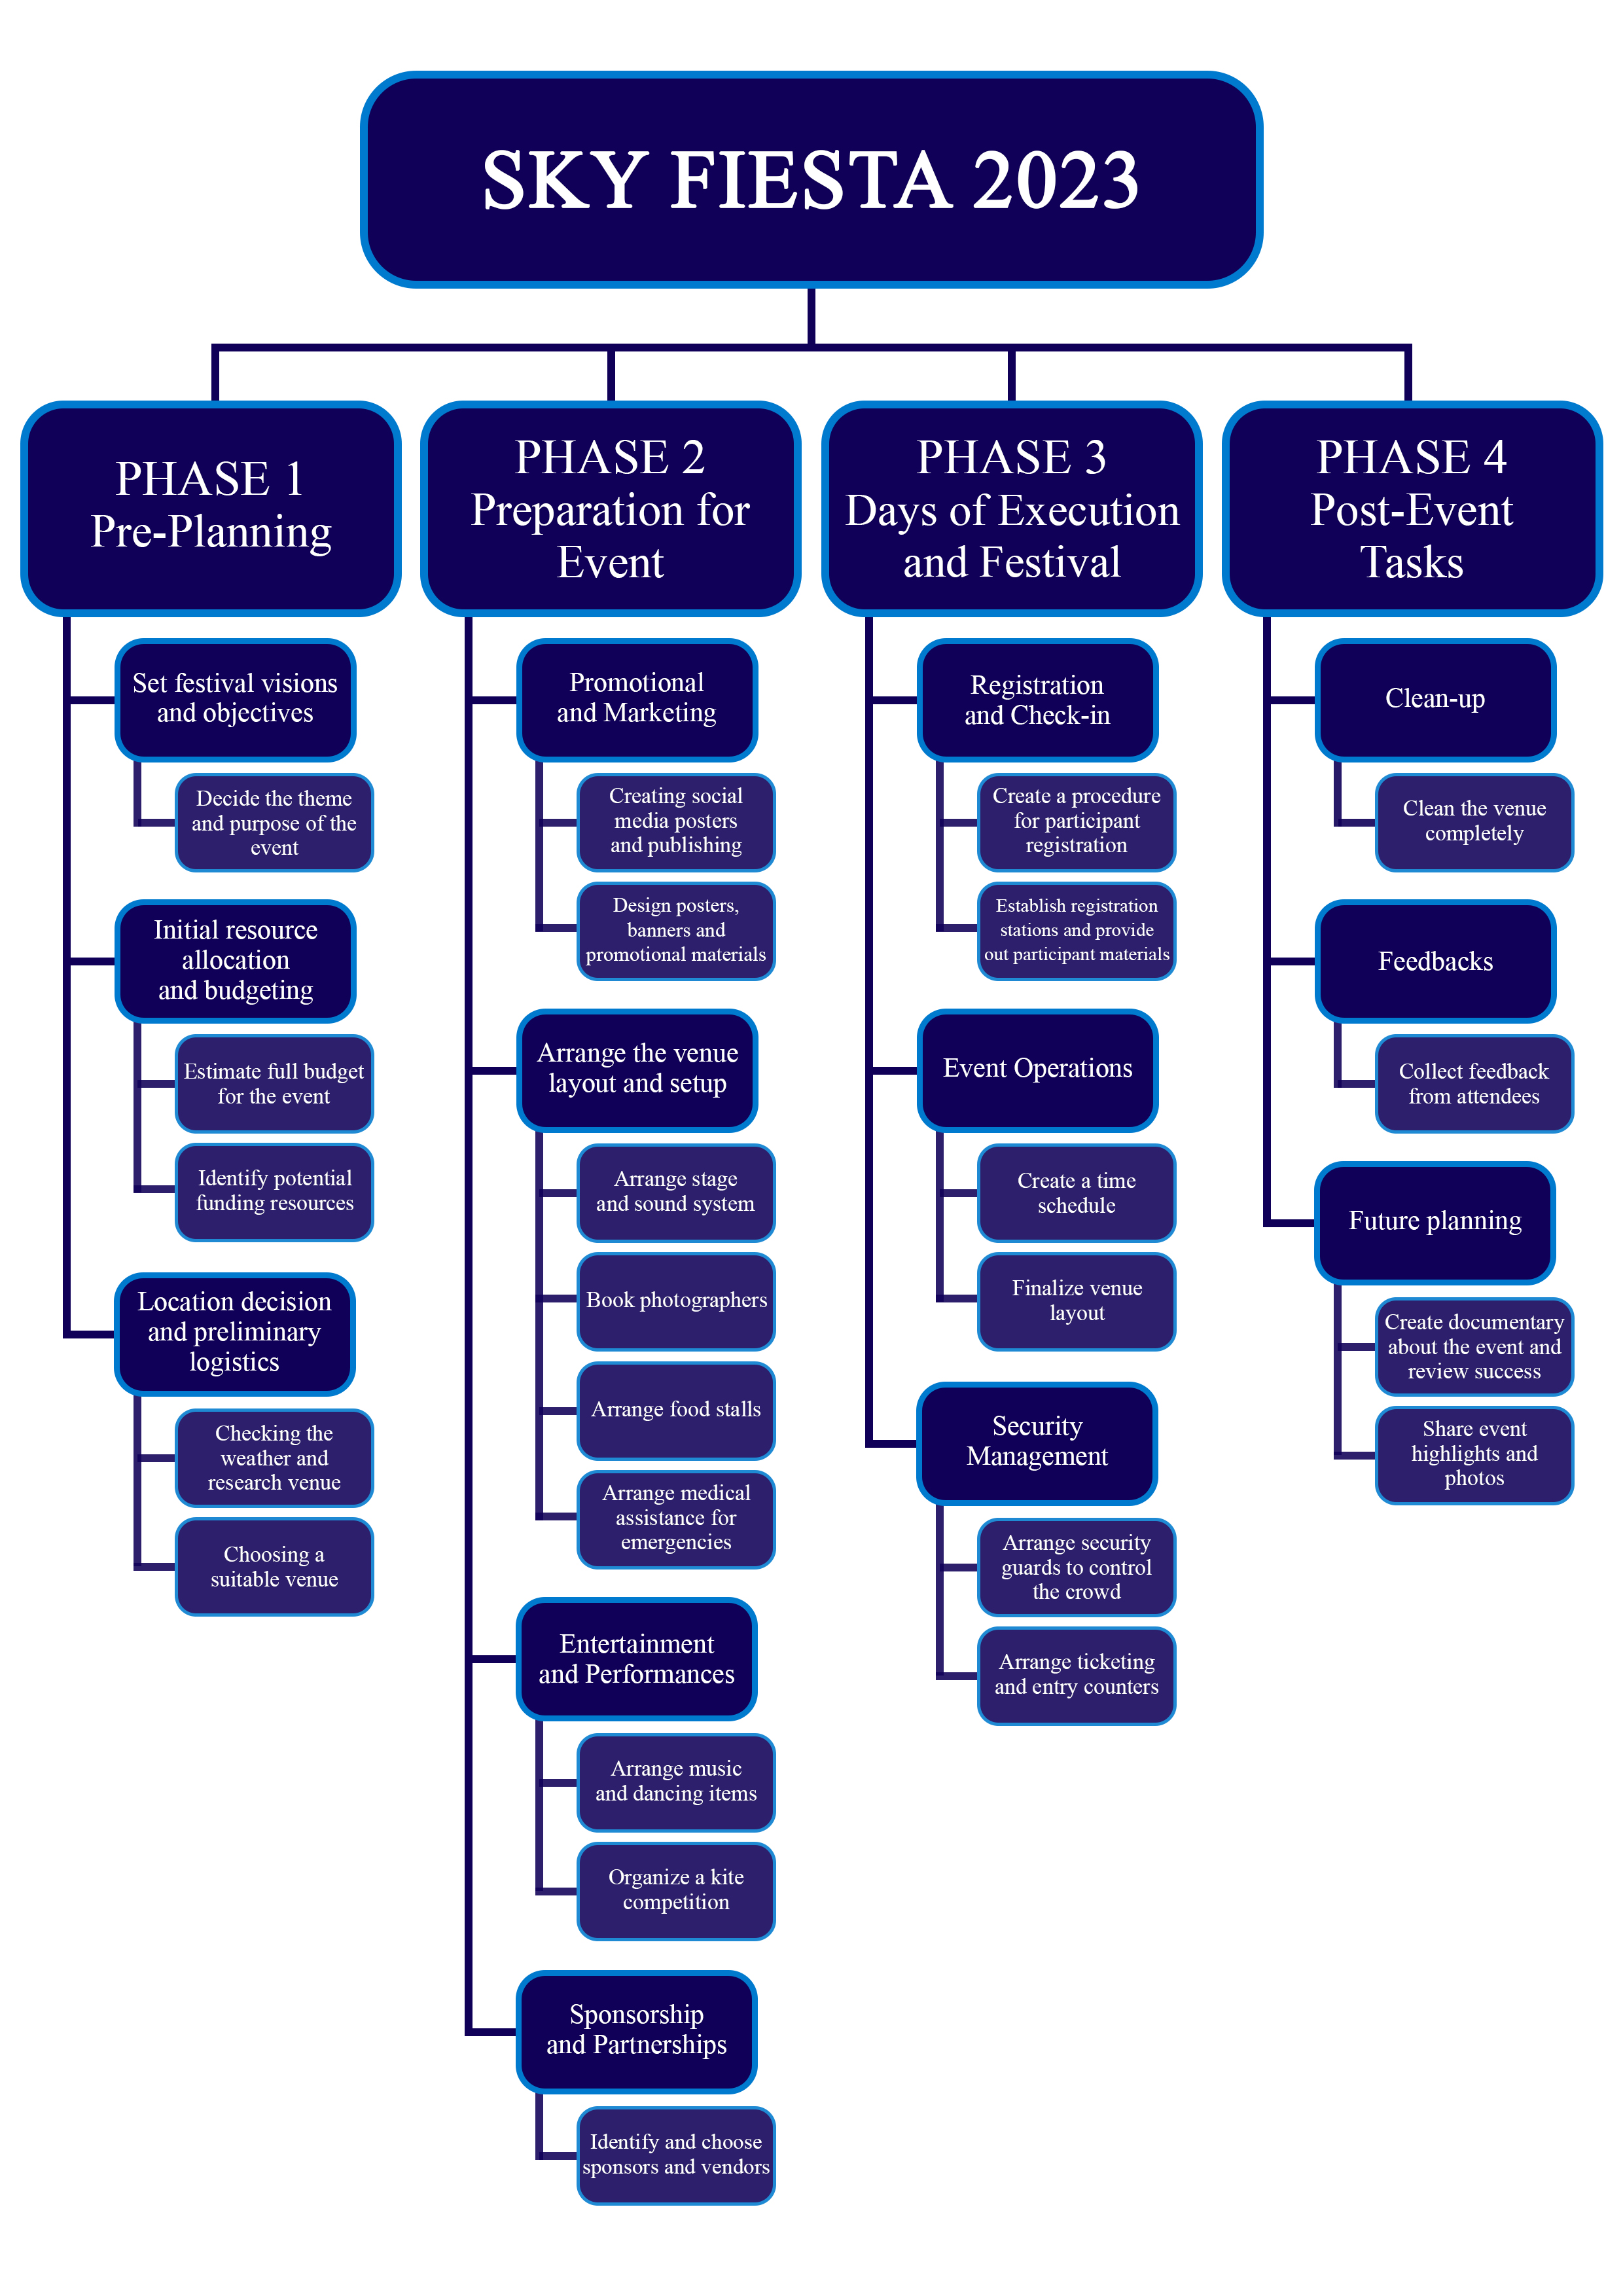 SKY FIESTA 2023
PHASE 1
Pre-Planning
Set festival visions
and objectives
Decide the theme
and purpose of the
event
Initial resource
allocation
and budgeting
Estimate full budget
for the event
Identify potential
funding resources
Location decision
and preliminary
logistics
Checking the
weather and
research venue
Choosing a
suitable venue
PHASE 2
Preparation for
Event
Promotional
and Marketing
Creating social
media posters
and publishing
Design posters,
banners and
promotional materials
Arrange the venue
layout and setup
Arrange stage
and sound system
Book photographers
Arrange food stalls
Arrange medical
assistance for
emergencies
Entertainment
and Performances
Arrange music
and dancing items
Organize a kite
competition
Sponsorship
and Partnerships
Identify and choose
sponsors and vendors
PHASE 3
Days of Execution
and Festival
Registration
and Check-in
Create a procedure
for participant
registration
Establish registration
stations and provide
out participant materials
Event Operations
Create a time
schedule
Finalize venue
layout
Security
Management
Arrange security
guards to control
the crowd
Arrange ticketing
and entry counters
PHASE 4
Post-Event
Tasks
Clean-up
Clean the venue
completely
Feedbacks
Collect feedback
from attendees
Future planning
Create documentary
about the event and
review success
Share event
highlights and
photos